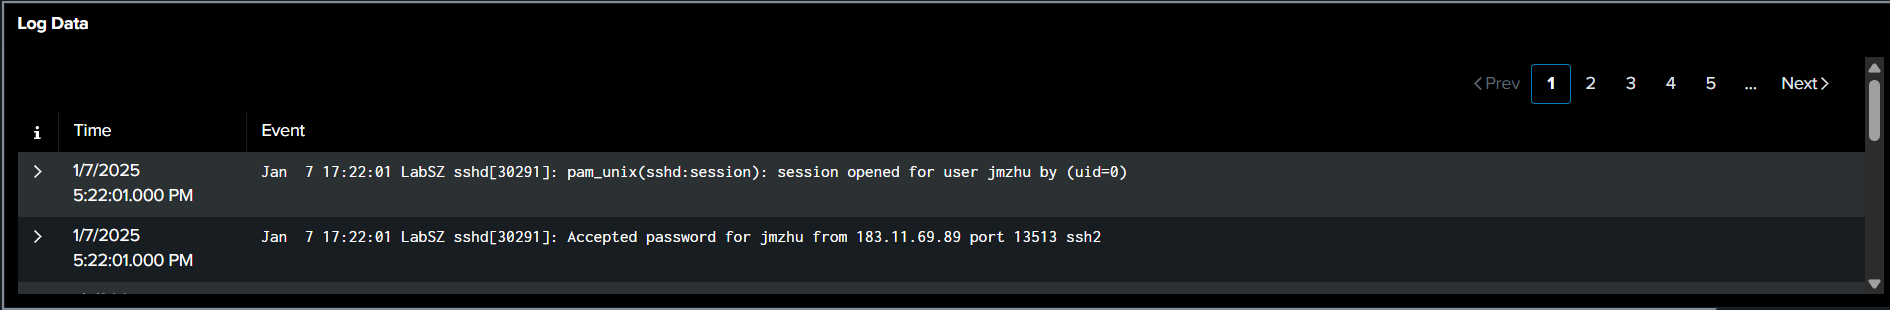 Log Data
Prev 1 2 3 4 5 ... Next
i Time Event
1/7/2025
5:22:01.000 PM
Jan  7 17:22:01 LabSZ sshd[30291]: pam_unix(sshd:session): session opened for user jmzhu by (uid=0)
1/7/2025
5:22:01.000 PM
Jan  7 17:22:01 LabSZ sshd[30291]: Accepted password for jmzhu from 183.11.69.89 port 13513 ssh2